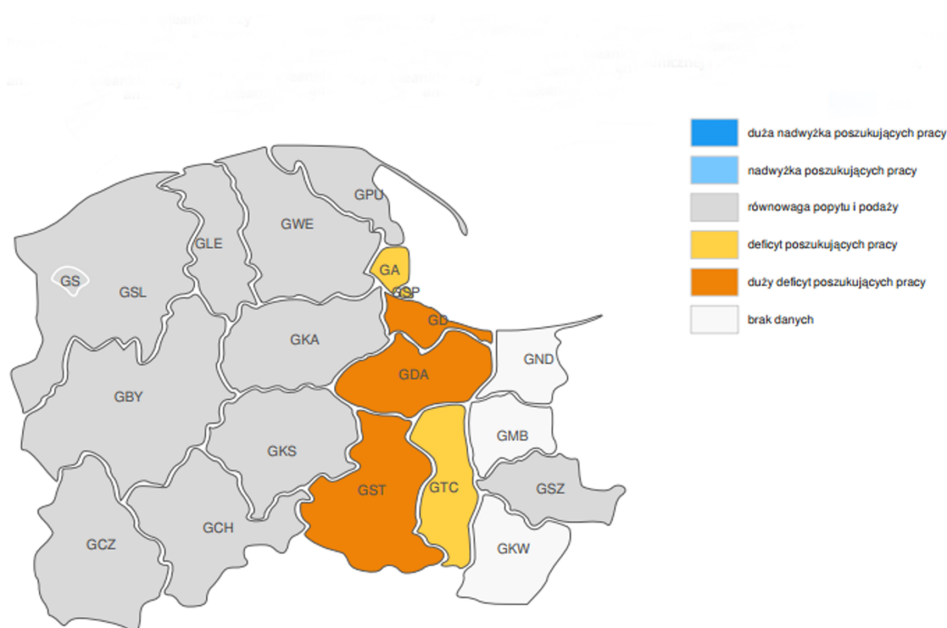 duża nadwyżka poszukujących pracy
nadwyżka poszukujących pracy
równowaga popytu i podaży
deficyt poszukujących pracy
duży deficyt poszukujących pracy
brak danych
GPU
GWE
GLE
GA
GS
GSL
GSP
GD
GKA
GND
GDA
GBY
GMB
GKS
GST
GTC
GSZ
GCH
GCZ
GKW